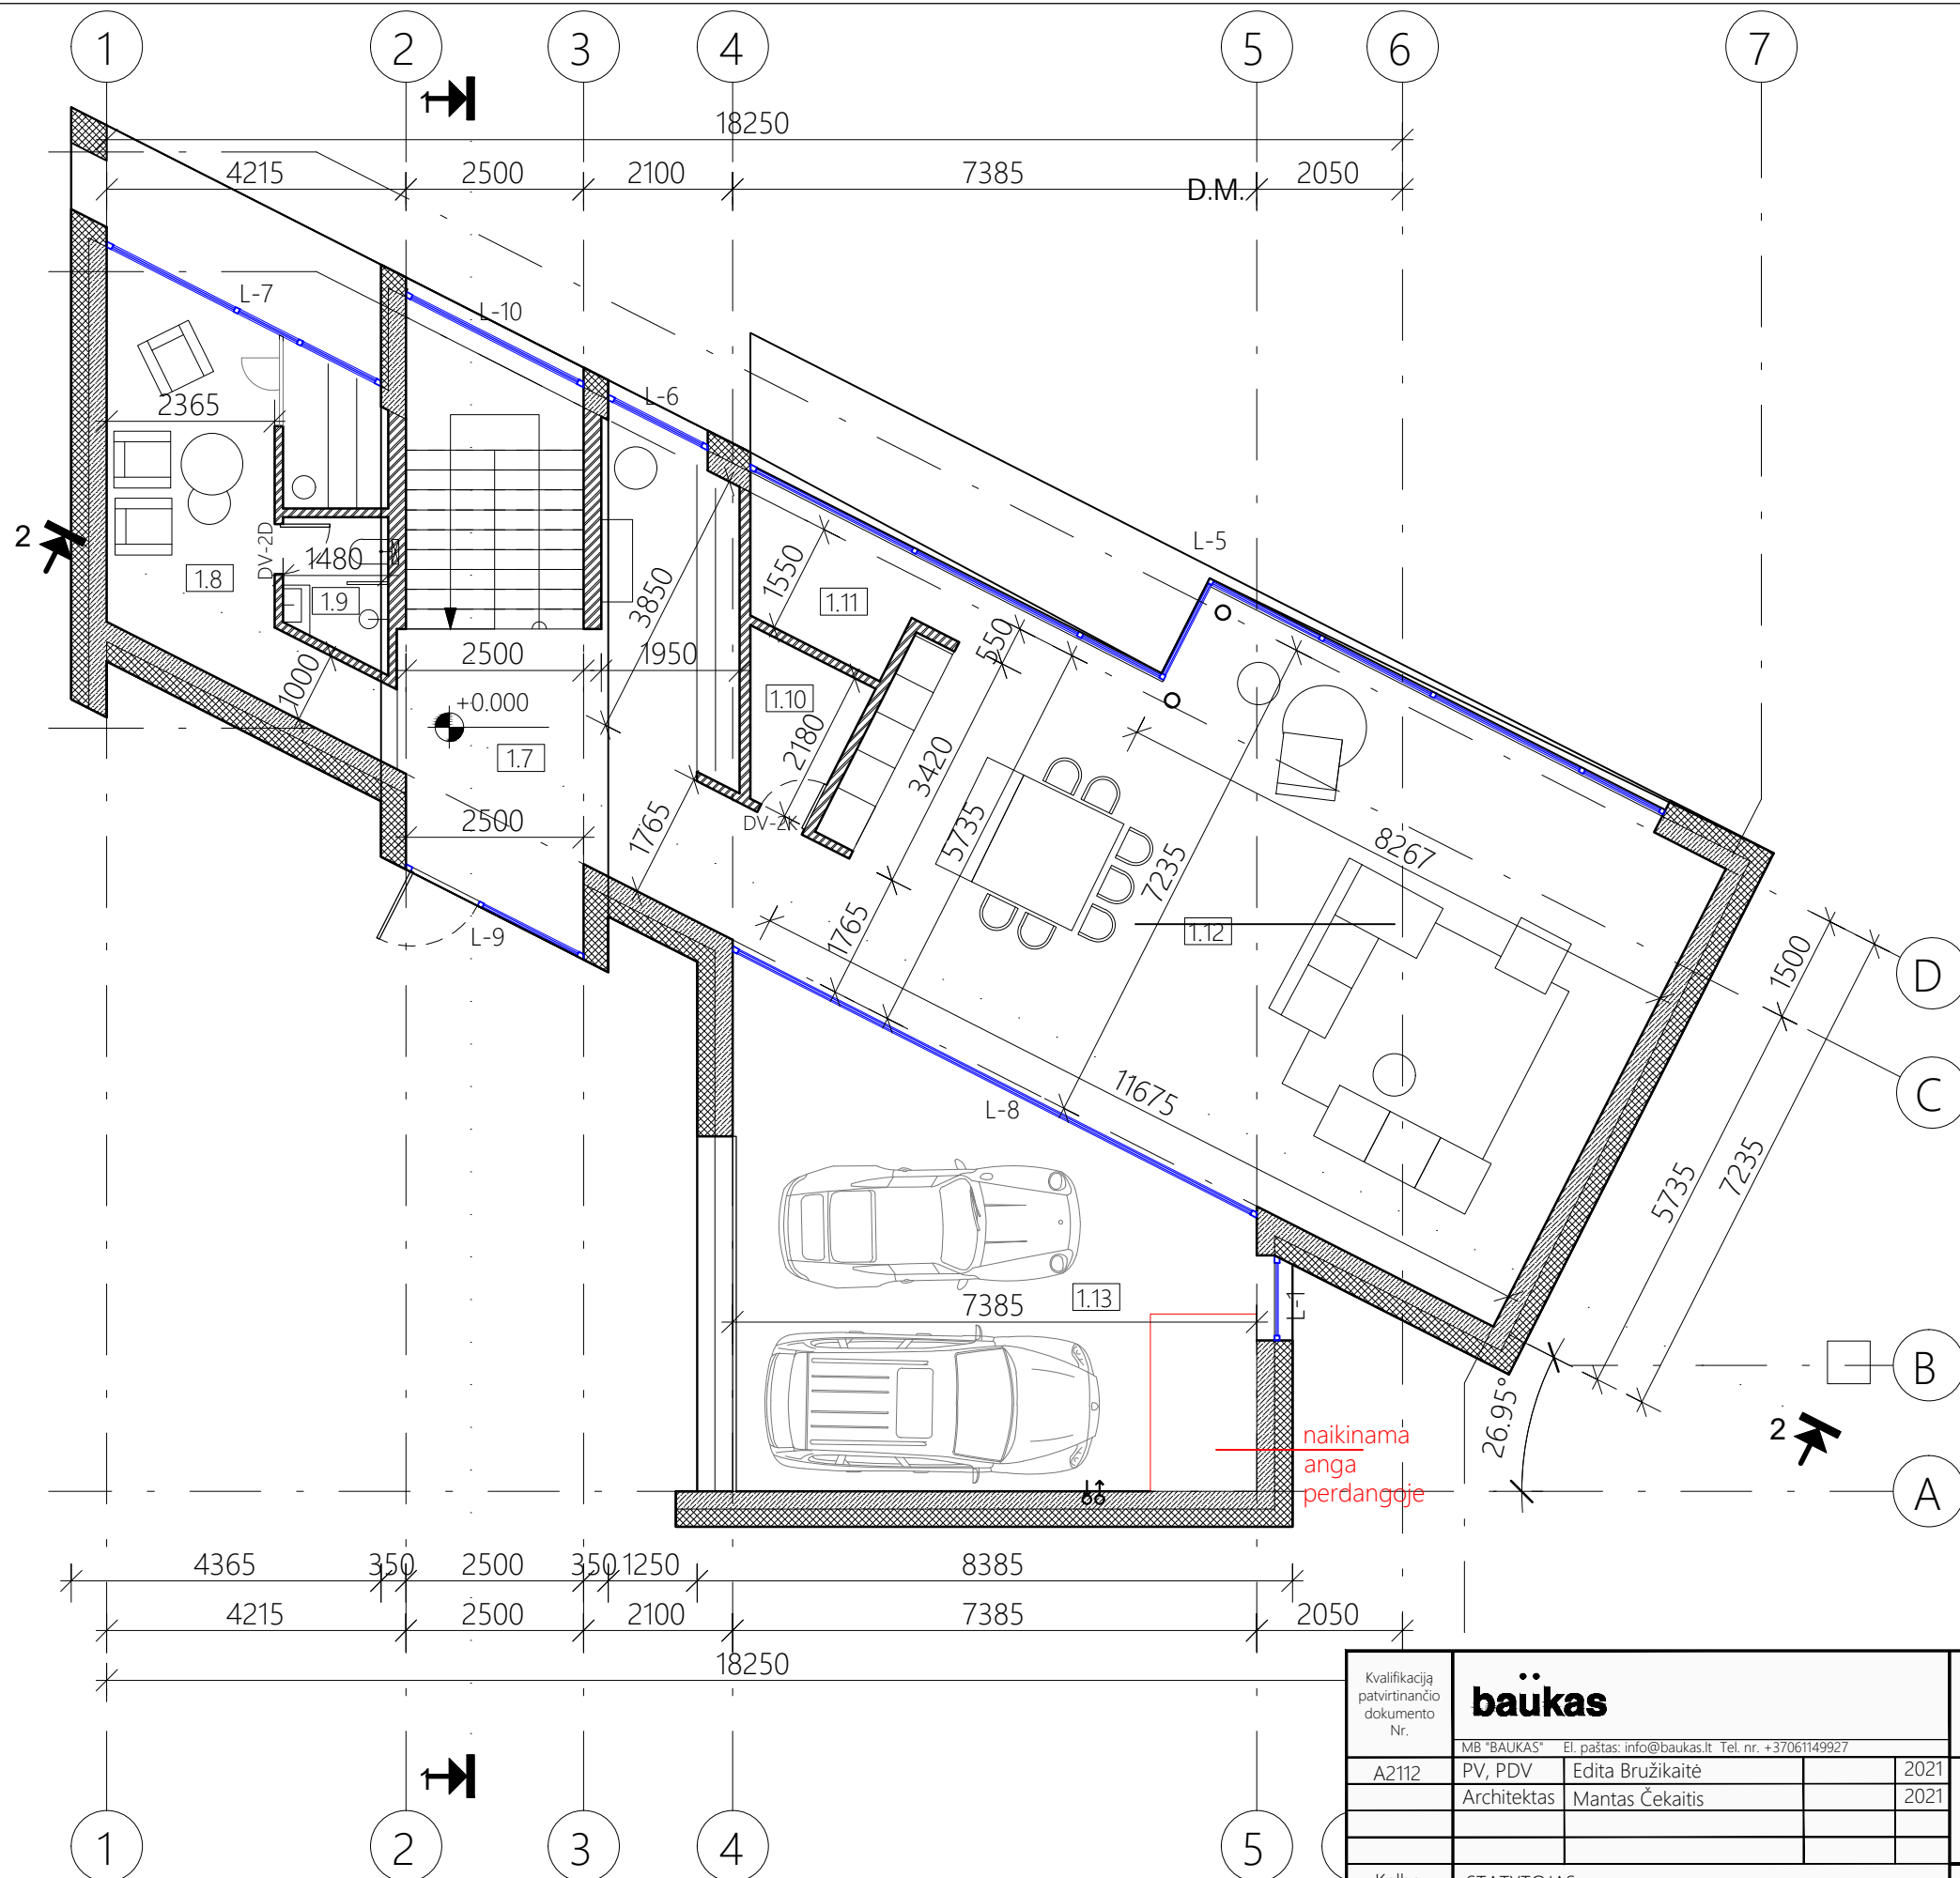 1 2 3 4 5 6 7
1
18250
4215 2500 2100 7385 2050
D.M.
L-7
L-10
L-6
L-5
2365
2
DV-2D
1480
1.8
1.9
1000
3850
1550
1.11
550
2500 1950
+0.000
1.10
2180
1.7
3420
5735
7235
8267
2500
1765
DV-2K
1765
1.12
L-9
1500
D
C
11675
L-8
5735
7235
1.13
7385
L-1
B
26.95°
2
naikinama
anga
perdangoje
A
4365 350 2500 350 1250 8385
4215 2500 2100 7385 2050
18250
Kvalifikaciją
patvirtinančio
dokumento
Nr.
baükas
MB "BAUKAS" El. paštas: info@baukas.lt Tel. nr. +37061149927
A2112 PV, PDV Edita Bružikaitė 2021
Architektas Mantas Čekaitis 2021
1
1 2 3 4 5